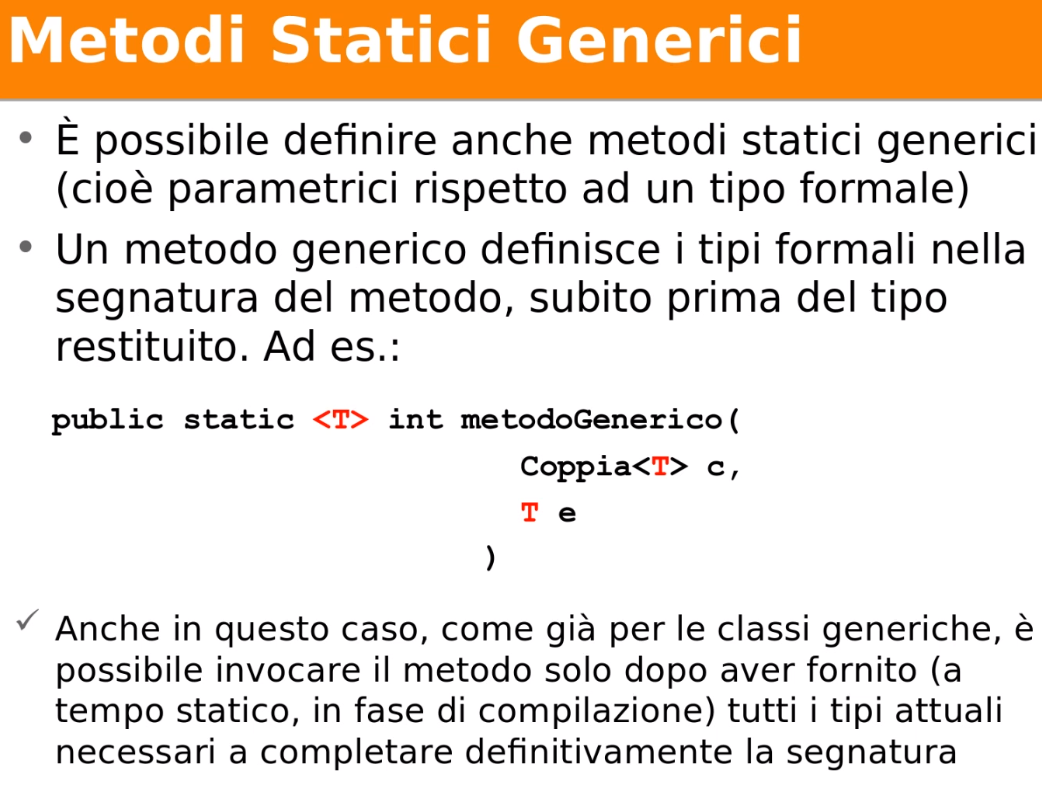 Metodi Statici Generici
• È possibile definire anche metodi statici generici
(cioè parametrici rispetto ad un tipo formale)
• Un metodo generico definisce i tipi formali nella
segnatura del metodo, subito prima del tipo
restituito. Ad es.:
public static <T> int metodoGenerico(
Coppia<T> c,
T e
)
✓ Anche in questo caso, come già per le classi generiche, è
possibile invocare il metodo solo dopo aver fornito (a
tempo statico, in fase di compilazione) tutti i tipi attuali
necessari a completare definitivamente la segnatura